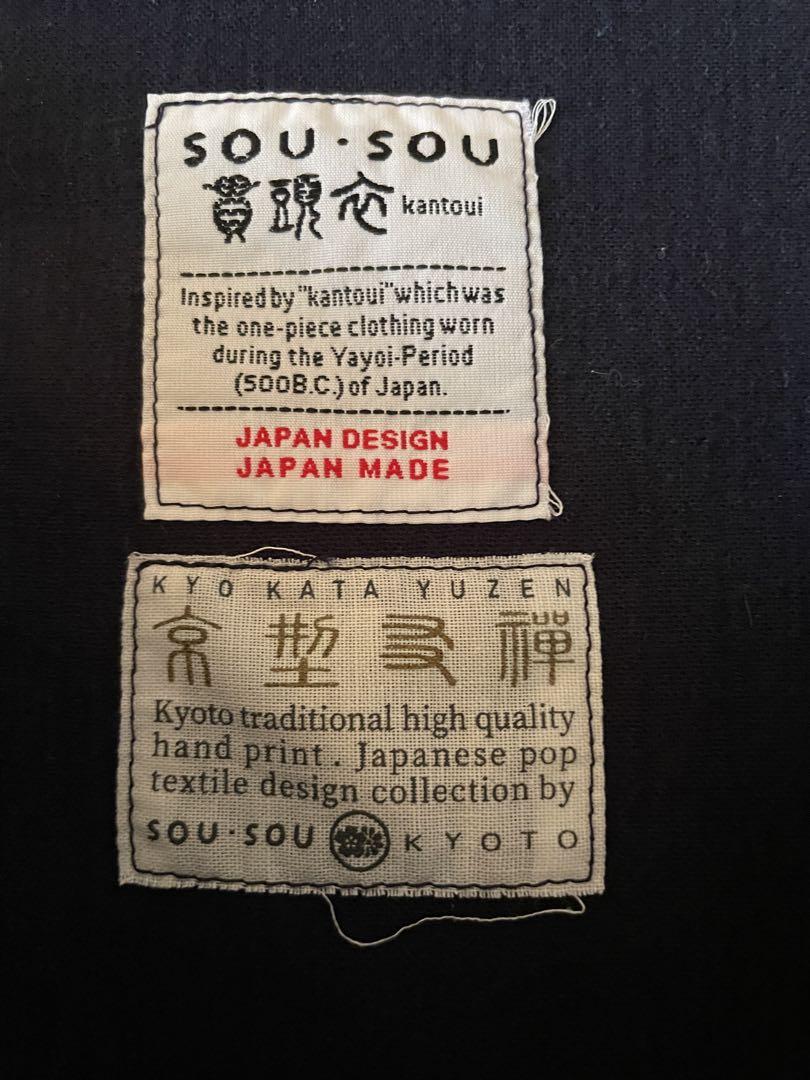 SOU・SOU
貫頭衣 kantoui
Inspired by "kantoui" which was
the one-piece clothing worn
during the Yayoi-Period
(500B.C.) of Japan.
JAPAN DESIGN
JAPAN MADE
KYO KATA YUZEN
京型友禅
Kyoto traditional high quality
hand print. Japanese pop
textile design collection by
SOU・SOU KYOTO